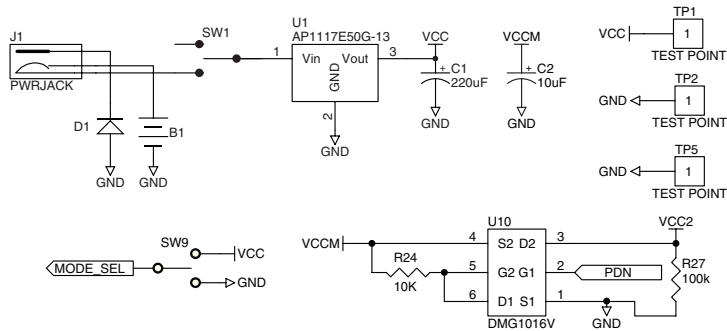 J1
PWRJACK
SW1
D1
B1
GND
GND
U1
AP1117E50G-13
1
Vin
Vout
3
GND
2
GND
VCC
+
C1
220uF
GND
VCCM
+
C2
10uF
GND
TP1
VCC
1
TEST POINT
TP2
GND
1
TEST POINT
TP5
GND
1
TEST POINT
SW9
MODE_SEL
VCC
GND
U10
VCCM
4
S2
D2
3
VCC2
R24
10K
5
G2
G1
2
PDN
R27
100k
6
D1
S1
1
GND
DMG1016V